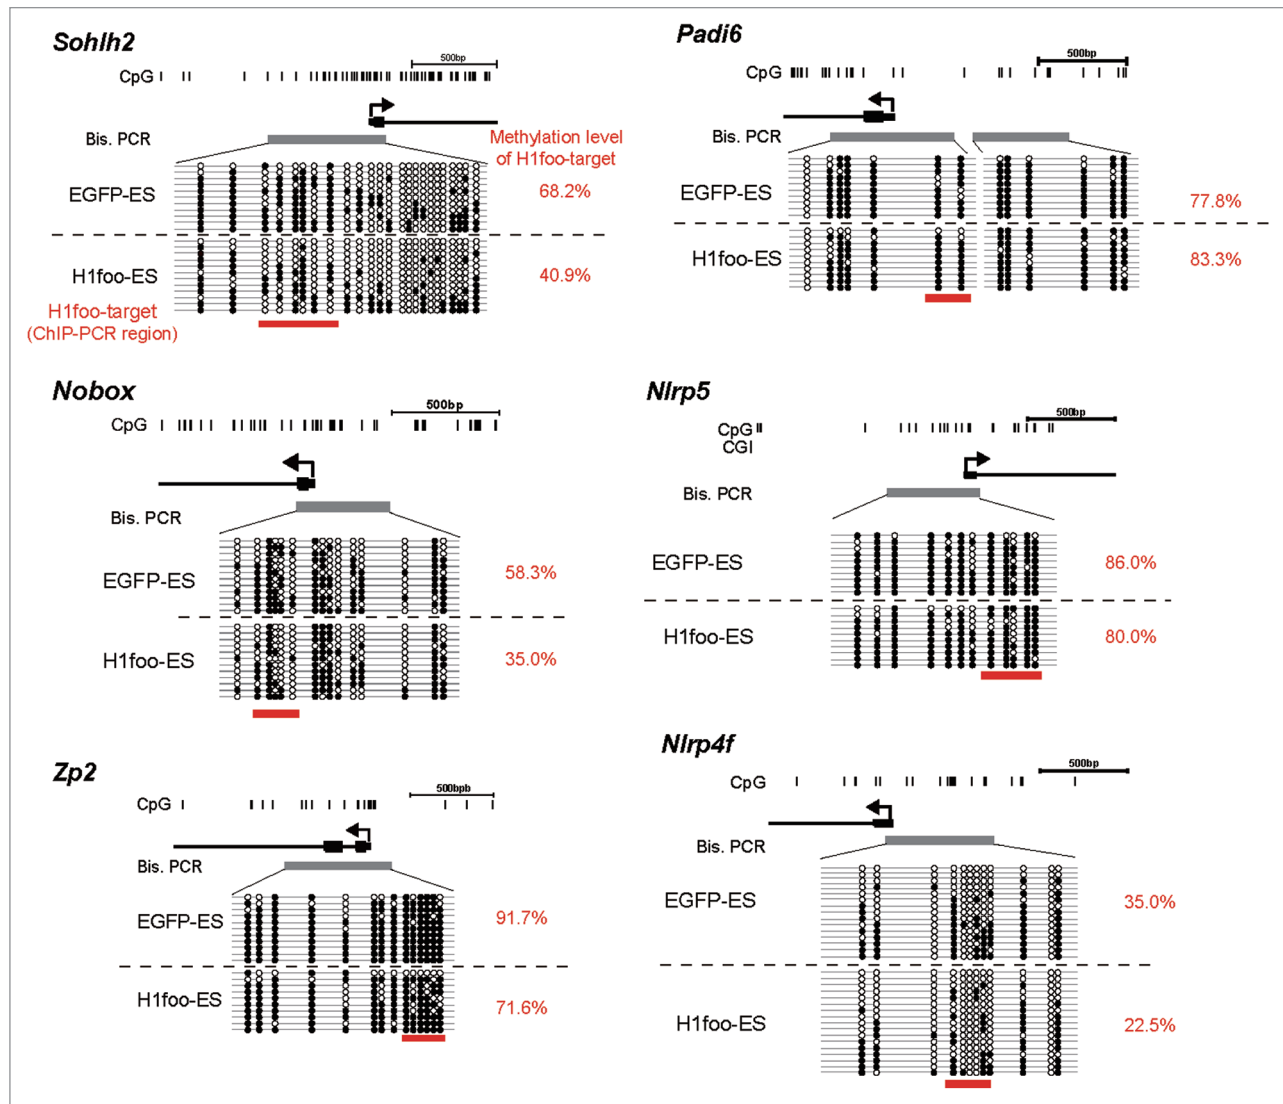 Sohlh2
500bp
CpG
Bis. PCR
Methylation level
of H1foo-target
EGFP-ES
68.2%
H1foo-ES
40.9%
H1foo-target
(ChIP-PCR region)
Padi6
500bp
CpG
Bis. PCR
EGFP-ES
77.8%
H1foo-ES
83.3%
Nobox
500bp
CpG
Bis. PCR
EGFP-ES
58.3%
H1foo-ES
35.0%
Nlrp5
500bp
CpG
CGI
Bis. PCR
EGFP-ES
86.0%
H1foo-ES
80.0%
Zp2
500bpb
CpG
Bis. PCR
EGFP-ES
91.7%
H1foo-ES
71.6%
Nlrp4f
500bp
CpG
Bis. PCR
EGFP-ES
35.0%
H1foo-ES
22.5%